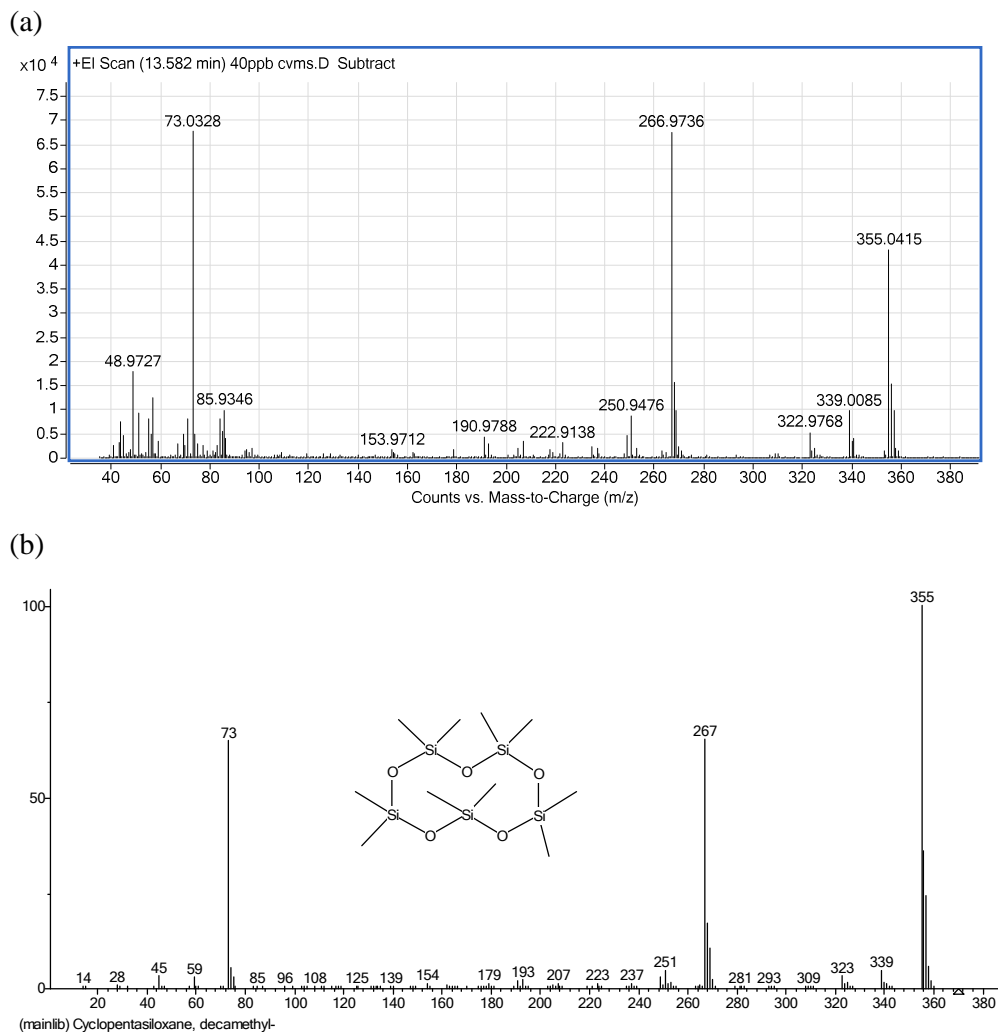 (a)
x10 4 +EI Scan (13.582 min) 40ppb cvms.D Subtract
7.5
7
6.5
6
5.5
5
4.5
4
3.5
3
2.5
2
1.5
1
0.5
0
73.0328
266.9736
355.0415
48.9727
85.9346
153.9712
190.9788
222.9138
250.9476
322.9768
339.0085
40 60 80 100 120 140 160 180 200 220 240 260 280 300 320 340 360 380
Counts vs. Mass-to-Charge (m/z)
(b)
100
50
0
355
73
267
Si Si
O O O
Si Si Si
O O
14 28 45 59 85 96 108 125 139 154 179 193 207 223 237 251 281 293 309 323 339
20 40 60 80 100 120 140 160 180 200 220 240 260 280 300 320 340 360 380
(mainlib) Cyclopentasiloxane, decamethyl-